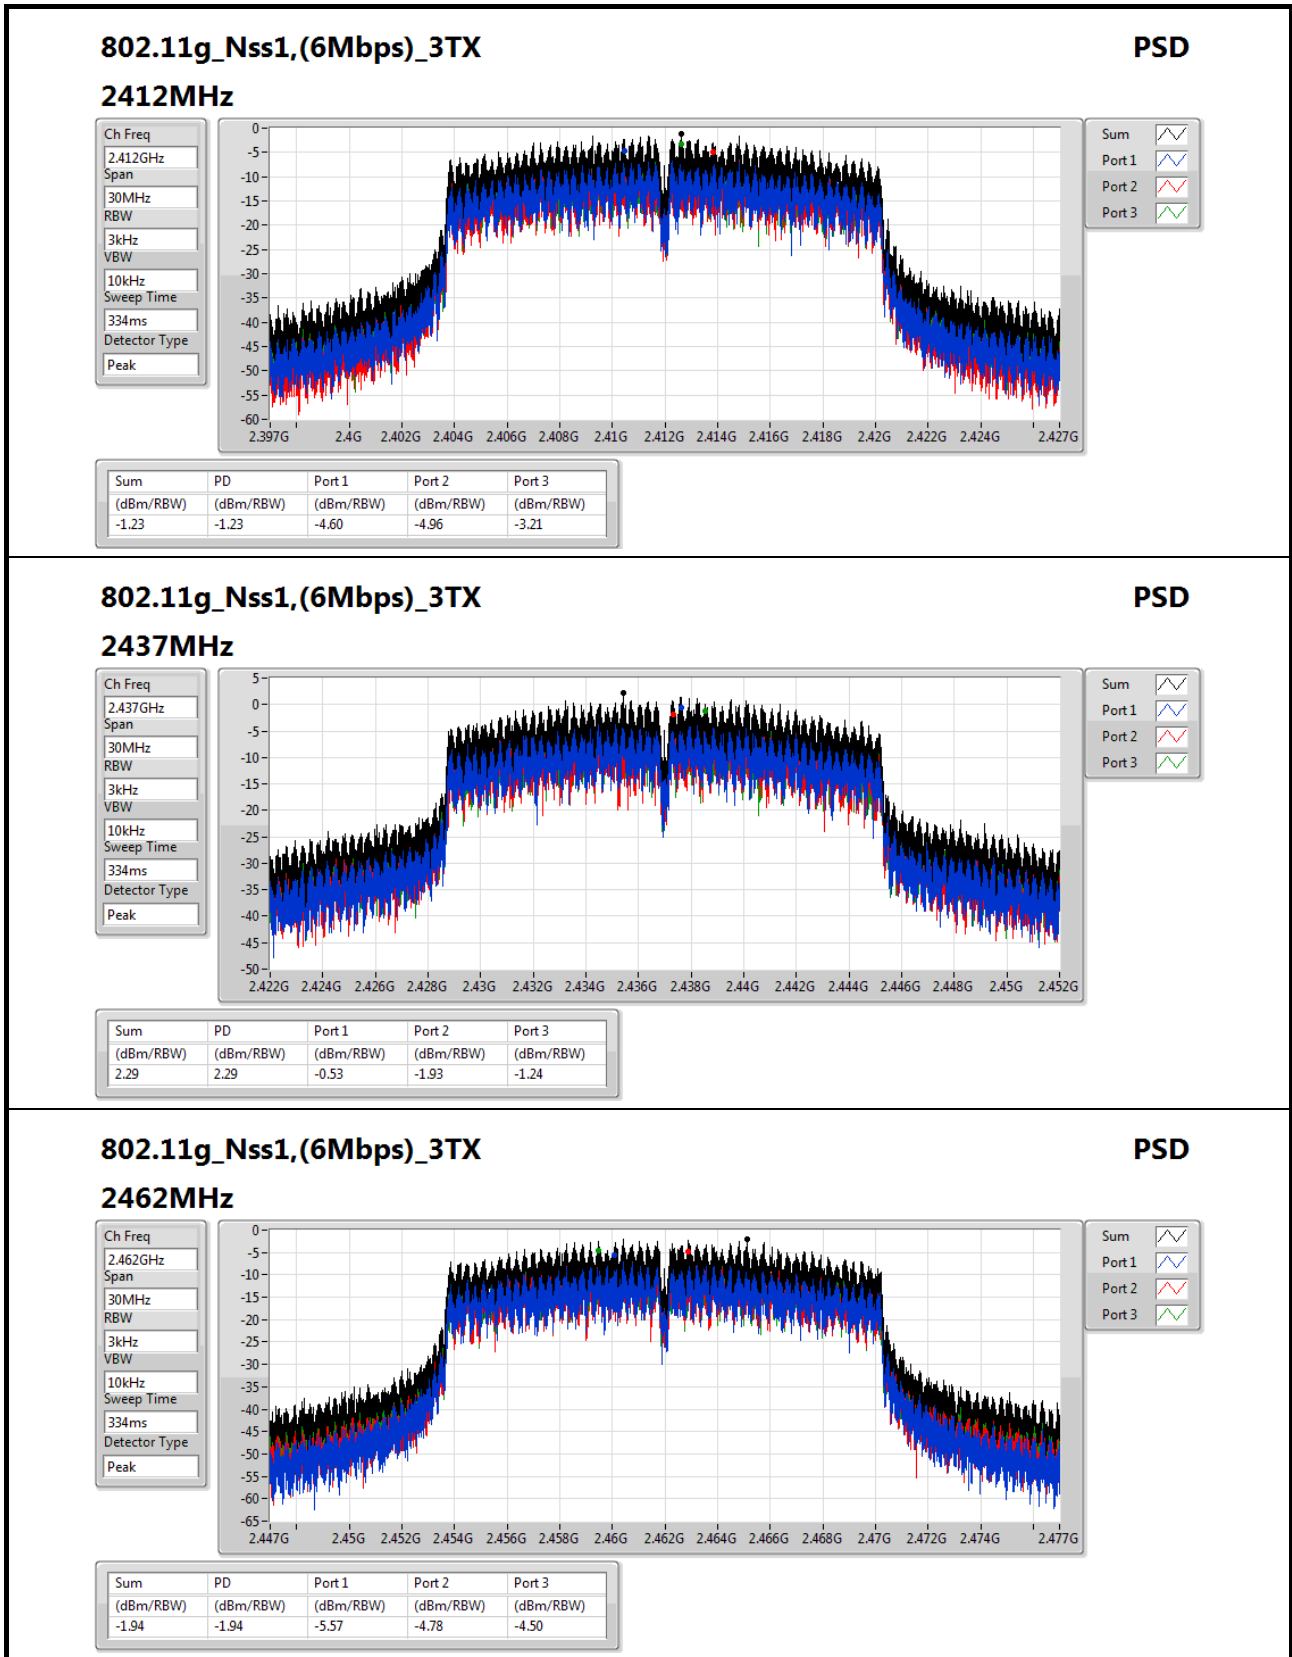 802.11g_Nss1,(6Mbps)_3TX PSD
2412MHz
Ch Freq
2.412GHz
Span
30MHz
RBW
3kHz
VBW
10kHz
Sweep Time
334ms
Detector Type
Peak
0
-5
-10
-15
-20
-25
-30
-35
-40
-45
-50
-55
-60
2.397G 2.4G 2.402G 2.404G 2.406G 2.408G 2.41G 2.412G 2.414G 2.416G 2.418G 2.42G 2.422G 2.424G 2.427G
Sum
Port 1
Port 2
Port 3
Sum PD Port 1 Port 2 Port 3
(dBm/RBW) (dBm/RBW) (dBm/RBW) (dBm/RBW) (dBm/RBW)
-1.23 -1.23 -4.60 -4.96 -3.21
802.11g_Nss1,(6Mbps)_3TX PSD
2437MHz
Ch Freq
2.437GHz
Span
30MHz
RBW
3kHz
VBW
10kHz
Sweep Time
334ms
Detector Type
Peak
5
0
-5
-10
-15
-20
-25
-30
-35
-40
-45
-50
2.422G 2.424G 2.426G 2.428G 2.43G 2.432G 2.434G 2.436G 2.438G 2.44G 2.442G 2.444G 2.446G 2.448G 2.45G 2.452G
Sum
Port 1
Port 2
Port 3
Sum PD Port 1 Port 2 Port 3
(dBm/RBW) (dBm/RBW) (dBm/RBW) (dBm/RBW) (dBm/RBW)
2.29 2.29 -0.53 -1.93 -1.24
802.11g_Nss1,(6Mbps)_3TX PSD
2462MHz
Ch Freq
2.462GHz
Span
30MHz
RBW
3kHz
VBW
10kHz
Sweep Time
334ms
Detector Type
Peak
0
-5
-10
-15
-20
-25
-30
-35
-40
-45
-50
-55
-60
-65
2.447G 2.45G 2.452G 2.454G 2.456G 2.458G 2.46G 2.462G 2.464G 2.466G 2.468G 2.47G 2.472G 2.474G 2.477G
Sum
Port 1
Port 2
Port 3
Sum PD Port 1 Port 2 Port 3
(dBm/RBW) (dBm/RBW) (dBm/RBW) (dBm/RBW) (dBm/RBW)
-1.94 -1.94 -5.57 -4.78 -4.50